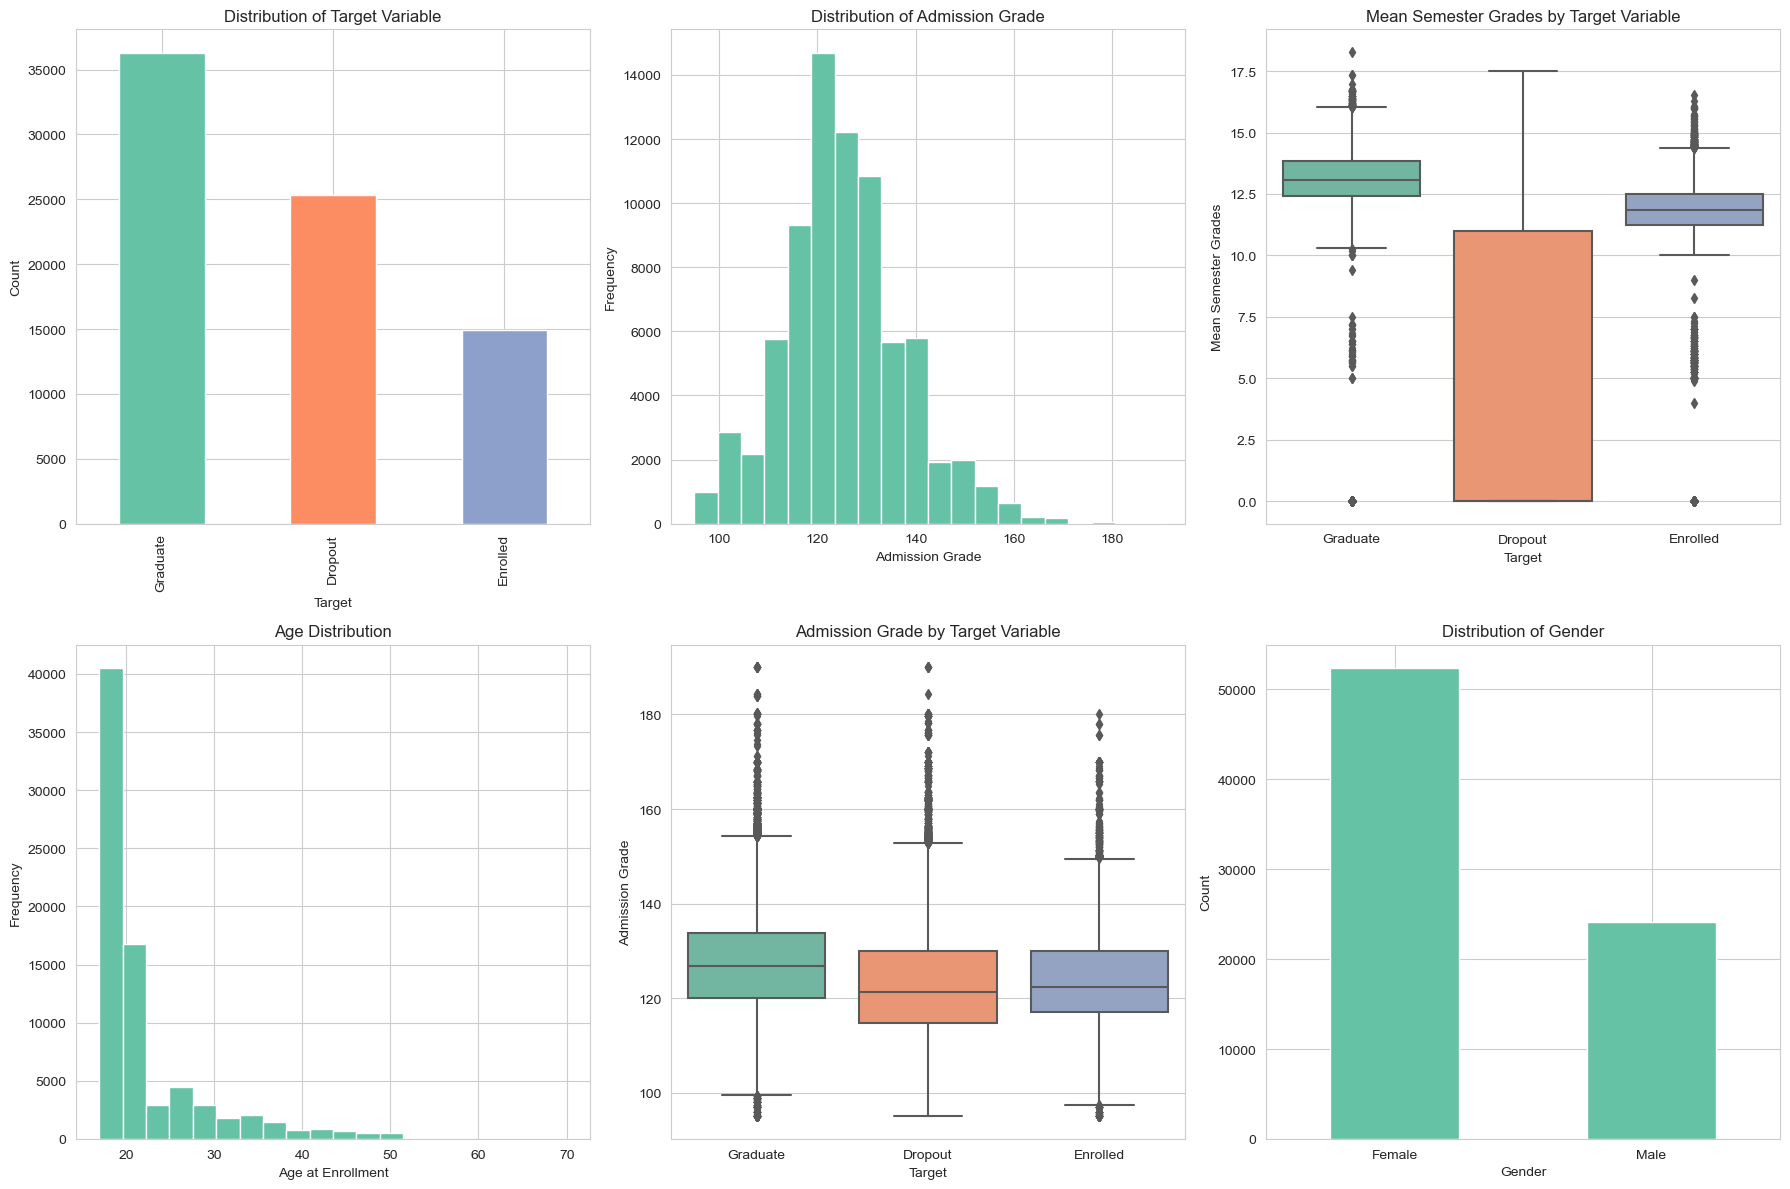 Distribution of Target Variable
35000
30000
25000
20000
15000
10000
5000
0
Count
Graduate
Dropout
Enrolled
Target
Distribution of Admission Grade
14000
12000
10000
8000
6000
4000
2000
0
Frequency
100 120 140 160 180
Admission Grade
Mean Semester Grades by Target Variable
17.5
15.0
12.5
10.0
7.5
5.0
2.5
0.0
Mean Semester Grades
Graduate Dropout Enrolled
Target
Age Distribution
40000
35000
30000
25000
20000
15000
10000
5000
0
Frequency
20 30 40 50 60 70
Age at Enrollment
Admission Grade by Target Variable
180
160
140
120
100
Admission Grade
Graduate Dropout Enrolled
Target
Distribution of Gender
50000
40000
30000
20000
10000
0
Count
Female Male
Gender